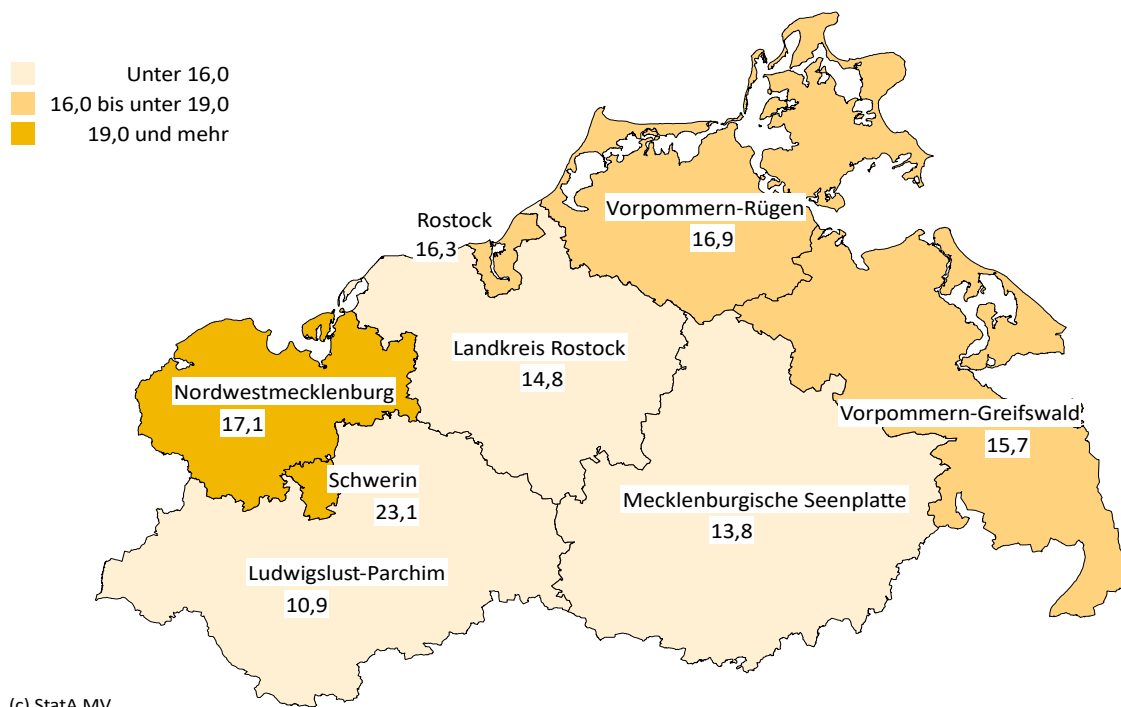 Unter 16,0
16,0 bis unter 19,0
19,0 und mehr
Rostock
16,3
Vorpommern-Rügen
16,9
Landkreis Rostock
14,8
Nordwestmecklenburg
17,1
Vorpommern-Greifswald
15,7
Schwerin
23,1
Mecklenburgische Seenplatte
13,8
Ludwigslust-Parchim
10,9
(c) StatA MV